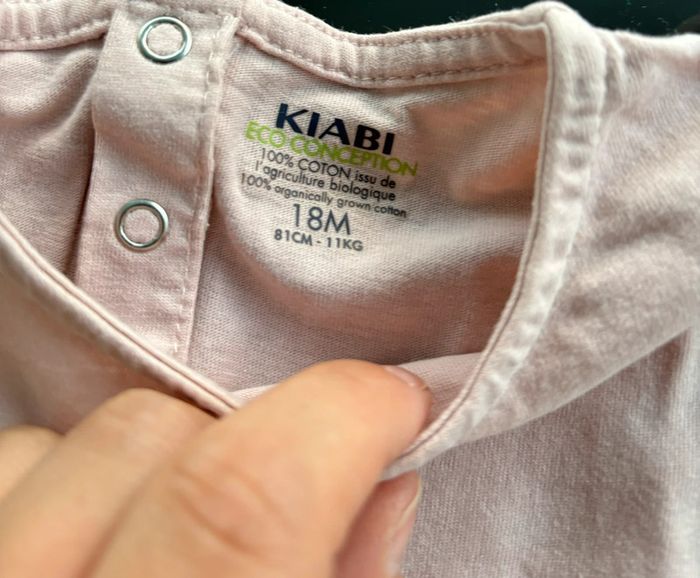 KIABI
ECO CONCEPTION
100% COTON issu de
l'agriculture biologique
100% organically grown cotton
18M
81CM - 11KG